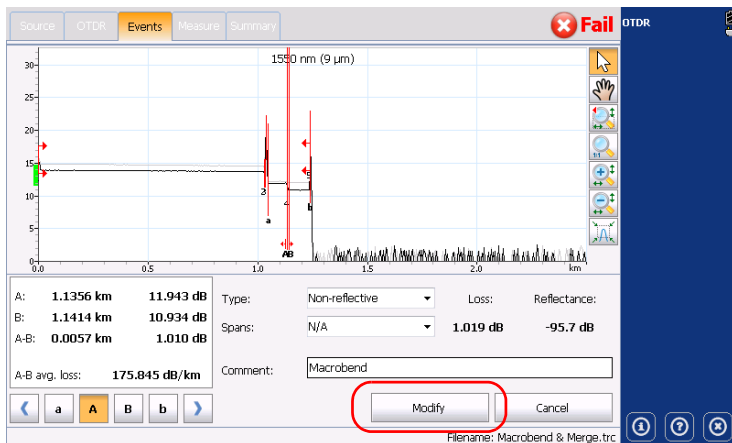 Source OTDR Events Measure Summary Fail OTDR
1550 nm (9 µm)
30
25
20
15
10
5
0
3
4
5
a
b
AB
0.0 0.5 1.0 1.5 2.0 km
1:1
A: 1.1356 km 11.943 dB
B: 1.1414 km 10.934 dB
A-B: 0.0057 km 1.010 dB
A-B avg. loss: 175.845 dB/km
Type: Non-reflective Loss: Reflectance:
Spans: N/A 1.019 dB -95.7 dB
Comment: Macrobend
a A B b
Modify Cancel
Filename: Macrobend & Merge.trc